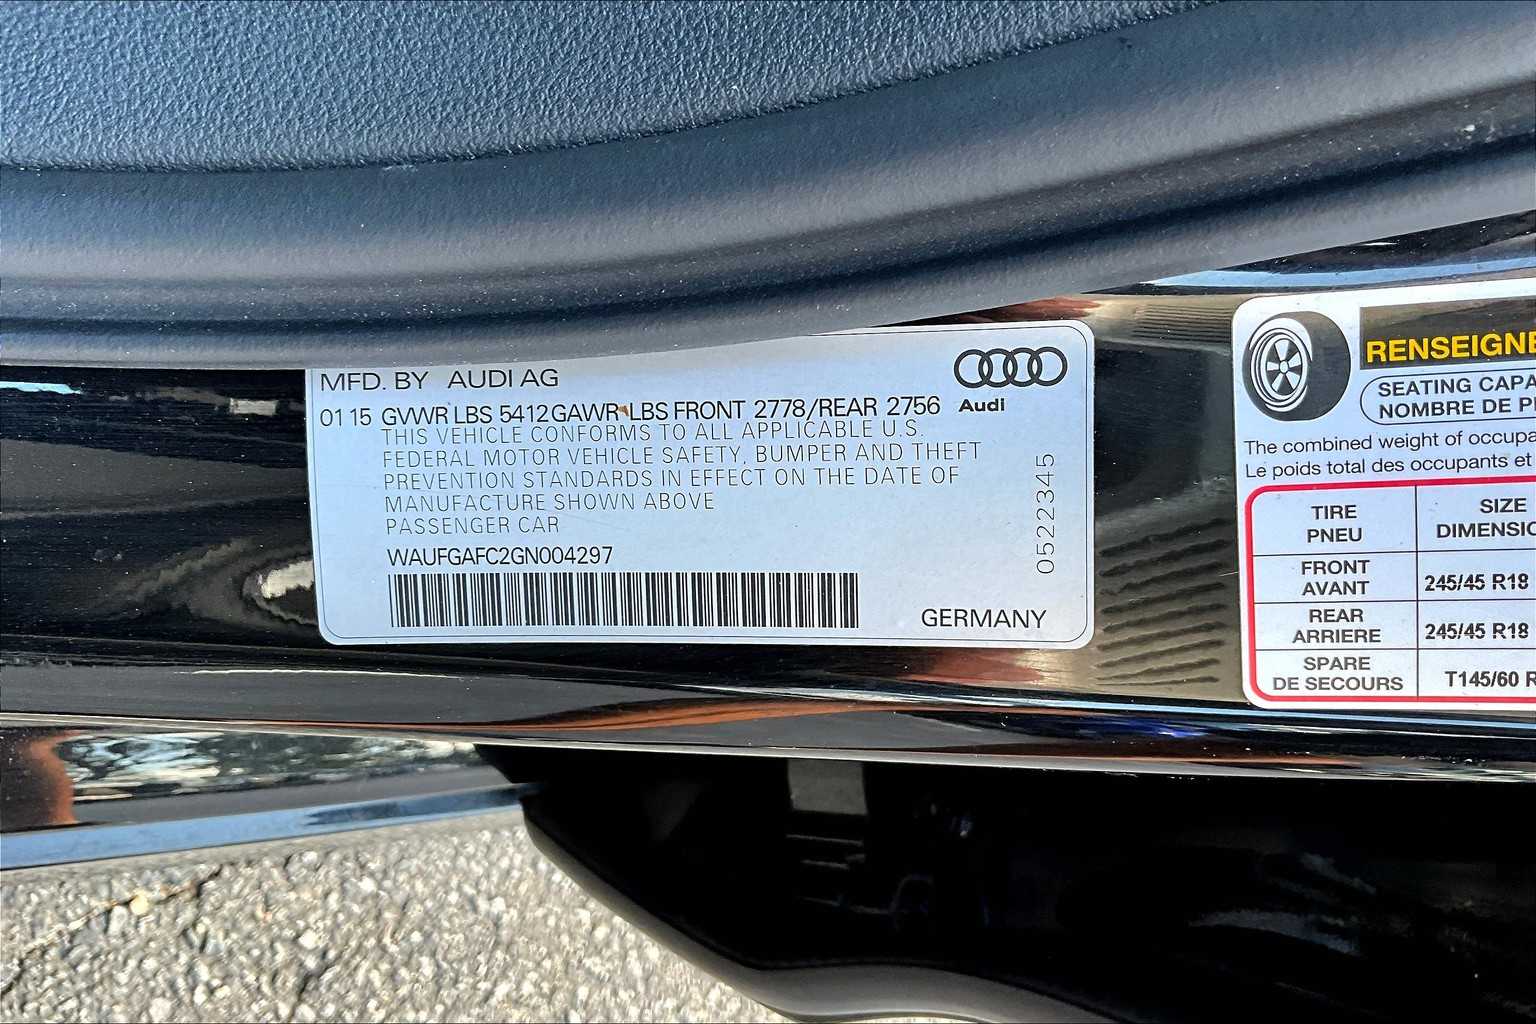 MFD. BY AUDI AG
Audi
01 15 GVWR LBS 5412 GAWR LBS FRONT 2778/REAR 2756
THIS VEHICLE CONFORMS TO ALL APPLICABLE U.S.
FEDERAL MOTOR VEHICLE SAFETY, BUMPER AND THEFT
PREVENTION STANDARDS IN EFFECT ON THE DATE OF
MANUFACTURE SHOWN ABOVE
PASSENGER CAR
WAUFGAFC2GN004297
GERMANY
0522345
RENSEIGNE
SEATING CAPA
NOMBRE DE P
The combined weight of occupa
Le poids total des occupants et
TIRE
PNEU
SIZE
DIMENSIO
FRONT
AVANT
245/45 R18
REAR
ARRIERE
245/45 R18
SPARE
DE SECOURS
T145/60 R